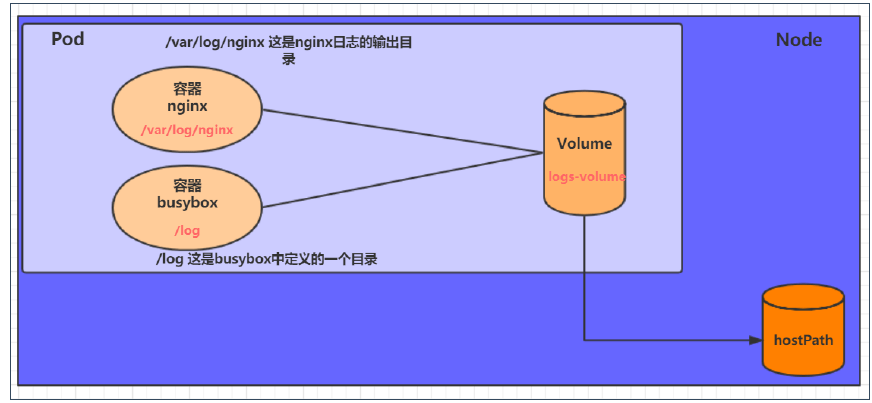 Pod
/var/log/nginx 这是nginx日志的输出目
录
Node
容器
nginx
/var/log/nginx
Volume
logs-volume
容器
busybox
/log
/log 这是busybox中定义的一个目录
hostPath